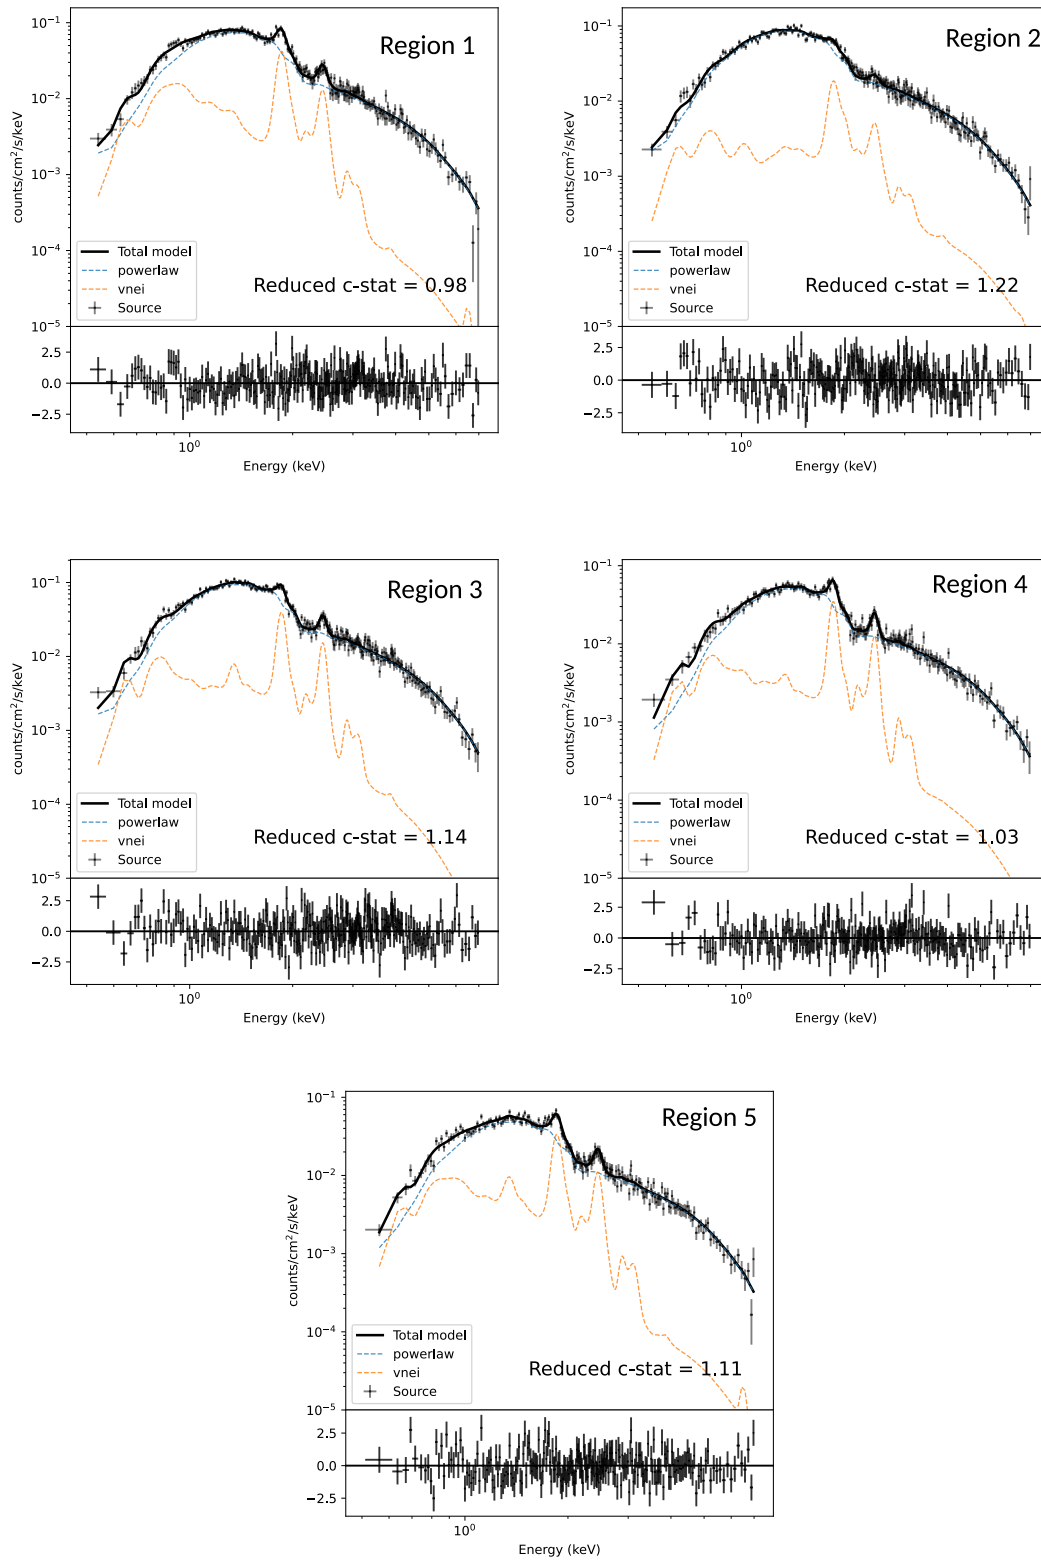 Region 1
10⁻¹
10⁻²
10⁻³
10⁻⁴
10⁻⁵
counts/cm²/s/keV
Total model
powerlaw
vnei
Source
Reduced c-stat = 0.98
2.5
0.0
−2.5
10⁰
Energy (keV)
Region 2
10⁻¹
10⁻²
10⁻³
10⁻⁴
10⁻⁵
counts/cm²/s/keV
Total model
powerlaw
vnei
Source
Reduced c-stat = 1.22
2.5
0.0
−2.5
10⁰
Energy (keV)
Region 3
10⁻¹
10⁻²
10⁻³
10⁻⁴
10⁻⁵
counts/cm²/s/keV
Total model
powerlaw
vnei
Source
Reduced c-stat = 1.14
2.5
0.0
−2.5
10⁰
Energy (keV)
Region 4
10⁻¹
10⁻²
10⁻³
10⁻⁴
10⁻⁵
counts/cm²/s/keV
Total model
powerlaw
vnei
Source
Reduced c-stat = 1.03
2.5
0.0
−2.5
10⁰
Energy (keV)
Region 5
10⁻¹
10⁻²
10⁻³
10⁻⁴
10⁻⁵
counts/cm²/s/keV
Total model
powerlaw
vnei
Source
Reduced c-stat = 1.11
2.5
0.0
−2.5
10⁰
Energy (keV)